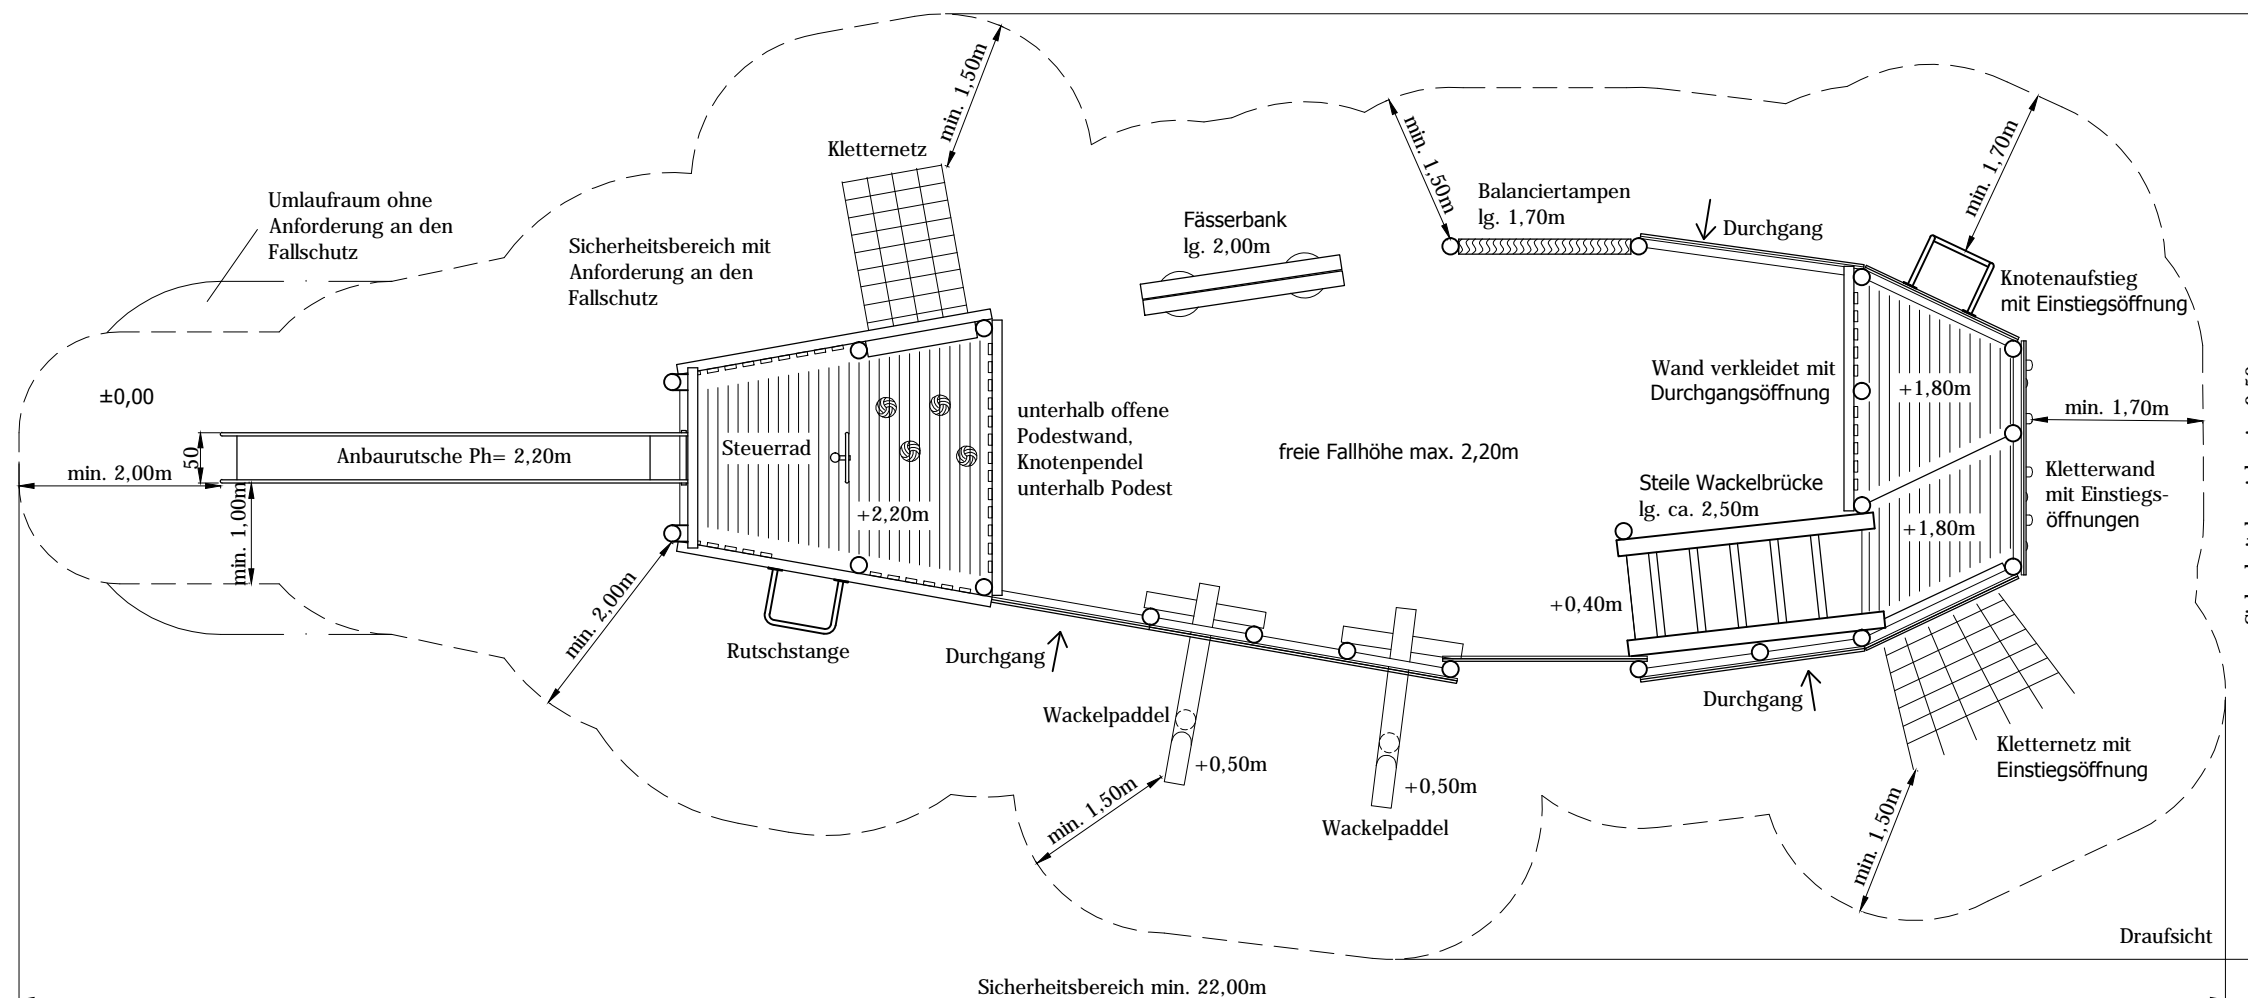 min. 1,50m
Kletternetz
Umlaufraum ohne
Anforderung an den
Fallschutz
Sicherheitsbereich mit
Anforderung an den
Fallschutz
Fässerbank
lg. 2,00m
min. 1,50m
Balanciertampen
lg. 1,70m
Durchgang
min. 1,70m
Knotenaufstieg
mit Einstiegsöffnung
±0,00
50
Anbaurutsche Ph= 2,20m
min. 2,00m
min. 1,00m
Steuerrad
+2,20m
unterhalb offene
Podestwand,
Knotenpendel
unterhalb Podest
freie Fallhöhe max. 2,20m
Wand verkleidet mit
Durchgangsöffnung
+1,80m
min. 1,70m
Steile Wackelbrücke
lg. ca. 2,50m
+1,80m
Kletterwand
mit Einstiegs-
öffnungen
+0,40m
min. 2,00m
Rutschstange
Durchgang
Wackelpaddel
+0,50m
min. 1,50m
+0,50m
Wackelpaddel
Durchgang
Kletternetz mit
Einstiegsöffnung
min. 1,50m
Draufsicht
Sicherheitsbereich min. 22,00m